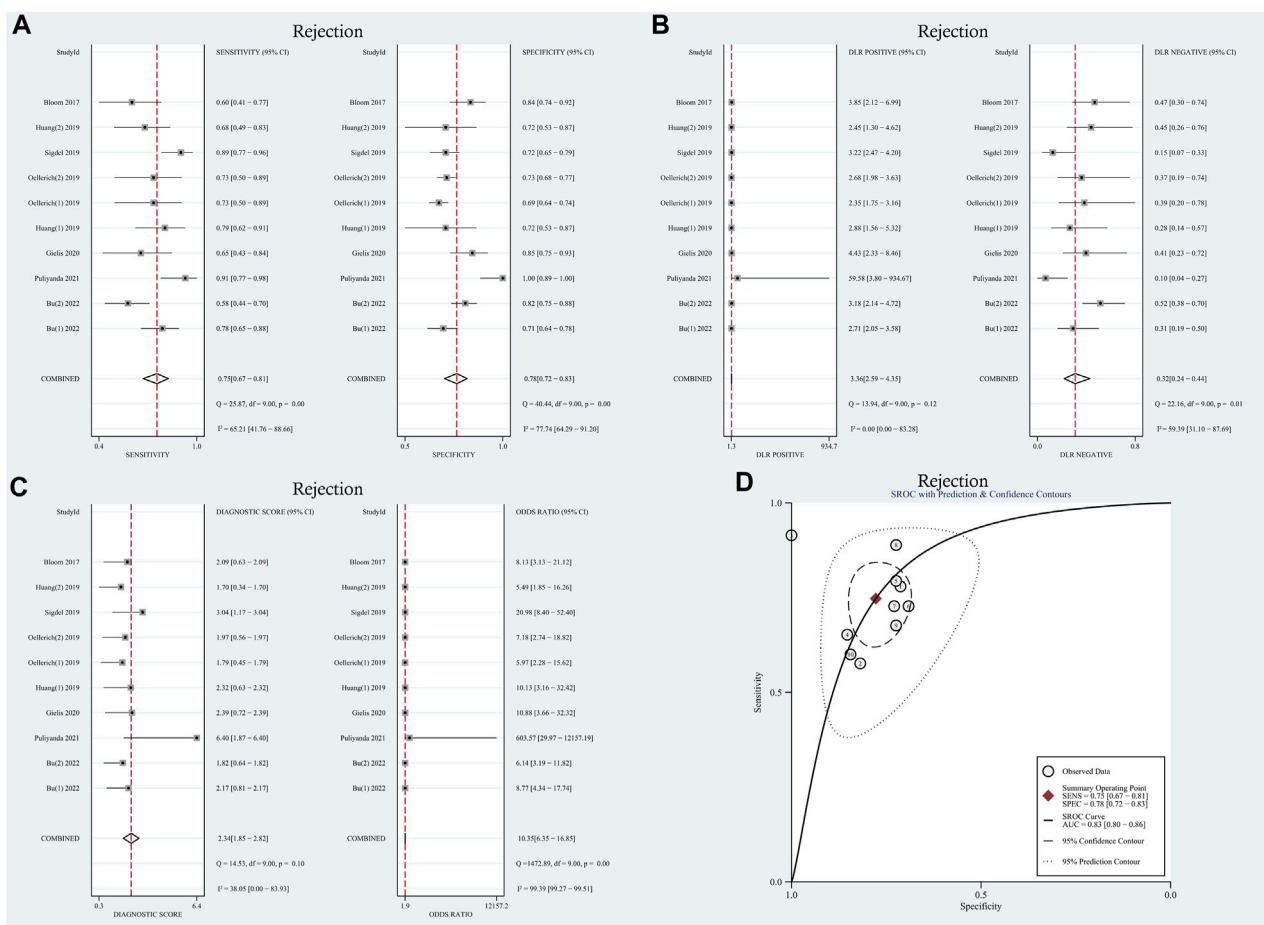 A
Rejection
StudyId
SENSITIVITY (95% CI)
Bloom 2017
0.60 [0.41 − 0.77]
Huang(2) 2019
0.68 [0.49 − 0.83]
Sigdel 2019
0.89 [0.77 − 0.96]
Oellerich(2) 2019
0.73 [0.50 − 0.89]
Oellerich(1) 2019
0.73 [0.50 − 0.89]
Huang(1) 2019
0.79 [0.62 − 0.91]
Gielis 2020
0.65 [0.43 − 0.84]
Puliyanda 2021
0.91 [0.77 − 0.98]
Bu(2) 2022
0.58 [0.44 − 0.70]
Bu(1) 2022
0.78 [0.65 − 0.88]
COMBINED
0.75[0.67 − 0.81]
Q = 25.87, df = 9.00, p = 0.00
I² = 65.21 [41.76 − 88.66]
0.4
1.0
SENSITIVITY
StudyId
SPECIFICITY (95% CI)
Bloom 2017
0.84 [0.74 − 0.92]
Huang(2) 2019
0.72 [0.53 − 0.87]
Sigdel 2019
0.72 [0.65 − 0.79]
Oellerich(2) 2019
0.73 [0.68 − 0.77]
Oellerich(1) 2019
0.69 [0.64 − 0.74]
Huang(1) 2019
0.72 [0.53 − 0.87]
Gielis 2020
0.85 [0.75 − 0.93]
Puliyanda 2021
1.00 [0.89 − 1.00]
Bu(2) 2022
0.82 [0.75 − 0.88]
Bu(1) 2022
0.71 [0.64 − 0.78]
COMBINED
0.78[0.72 − 0.83]
Q = 40.44, df = 9.00, p = 0.00
I² = 77.74 [64.29 − 91.20]
0.5
1.0
SPECIFICITY
B
Rejection
StudyId
DLR POSITIVE (95% CI)
Bloom 2017
3.85 [2.12 − 6.99]
Huang(2) 2019
2.45 [1.30 − 4.62]
Sigdel 2019
3.22 [2.47 − 4.20]
Oellerich(2) 2019
2.68 [1.98 − 3.63]
Oellerich(1) 2019
2.35 [1.75 − 3.16]
Huang(1) 2019
2.88 [1.56 − 5.32]
Gielis 2020
4.43 [2.33 − 8.46]
Puliyanda 2021
59.58 [3.80 − 934.67]
Bu(2) 2022
3.18 [2.14 − 4.72]
Bu(1) 2022
2.71 [2.05 − 3.58]
COMBINED
3.36[2.59 − 4.35]
Q = 13.94, df = 9.00, p = 0.12
I² = 0.00 [0.00 − 83.28]
1.3
934.7
DLR POSITIVE
StudyId
DLR NEGATIVE (95% CI)
Bloom 2017
0.47 [0.30 − 0.74]
Huang(2) 2019
0.45 [0.26 − 0.76]
Sigdel 2019
0.15 [0.07 − 0.33]
Oellerich(2) 2019
0.37 [0.19 − 0.74]
Oellerich(1) 2019
0.39 [0.20 − 0.78]
Huang(1) 2019
0.28 [0.14 − 0.57]
Gielis 2020
0.41 [0.23 − 0.72]
Puliyanda 2021
0.10 [0.04 − 0.27]
Bu(2) 2022
0.52 [0.38 − 0.70]
Bu(1) 2022
0.31 [0.19 − 0.50]
COMBINED
0.32[0.24 − 0.44]
Q = 22.16, df = 9.00, p = 0.01
I² = 59.39 [31.10 − 87.69]
0.0
0.8
DLR NEGATIVE
C
Rejection
StudyId
DIAGNOSTIC SCORE (95% CI)
Bloom 2017
2.09 [0.63 − 2.09]
Huang(2) 2019
1.70 [0.34 − 1.70]
Sigdel 2019
3.04 [1.17 − 3.04]
Oellerich(2) 2019
1.97 [0.56 − 1.97]
Oellerich(1) 2019
1.79 [0.45 − 1.79]
Huang(1) 2019
2.32 [0.63 − 2.32]
Gielis 2020
2.39 [0.72 − 2.39]
Puliyanda 2021
6.40 [1.87 − 6.40]
Bu(2) 2022
1.82 [0.64 − 1.82]
Bu(1) 2022
2.17 [0.81 − 2.17]
COMBINED
2.34[1.85 − 2.82]
Q = 14.53, df = 9.00, p = 0.10
I² = 38.05 [0.00 − 83.93]
0.3
6.4
DIAGNOSTIC SCORE
StudyId
ODDS RATIO (95% CI)
Bloom 2017
8.13 [3.13 − 21.12]
Huang(2) 2019
5.49 [1.85 − 16.26]
Sigdel 2019
20.98 [8.40 − 52.40]
Oellerich(2) 2019
7.18 [2.74 − 18.82]
Oellerich(1) 2019
5.97 [2.28 − 15.62]
Huang(1) 2019
10.13 [3.16 − 32.42]
Gielis 2020
10.88 [3.66 − 32.32]
Puliyanda 2021
603.57 [29.97 − 12157.19]
Bu(2) 2022
6.14 [3.19 − 11.82]
Bu(1) 2022
8.77 [4.34 − 17.74]
COMBINED
10.35[6.35 − 16.85]
Q =1472.89, df = 9.00, p = 0.00
I² = 99.39 [99.27 − 99.51]
1.9
12157.2
ODDS RATIO
D
Rejection
SROC with Prediction & Confidence Contours
1.0
0.5
0.0
Sensitivity
8
7
9
4
10
2
Observed Data
Summary Operating Point
SENS = 0.75 [0.67 − 0.81]
SPEC = 0.78 [0.72 − 0.83]
SROC Curve
AUC = 0.83 [0.80 − 0.86]
95% Confidence Contour
95% Prediction Contour
1.0
0.5
0.0
Specificity